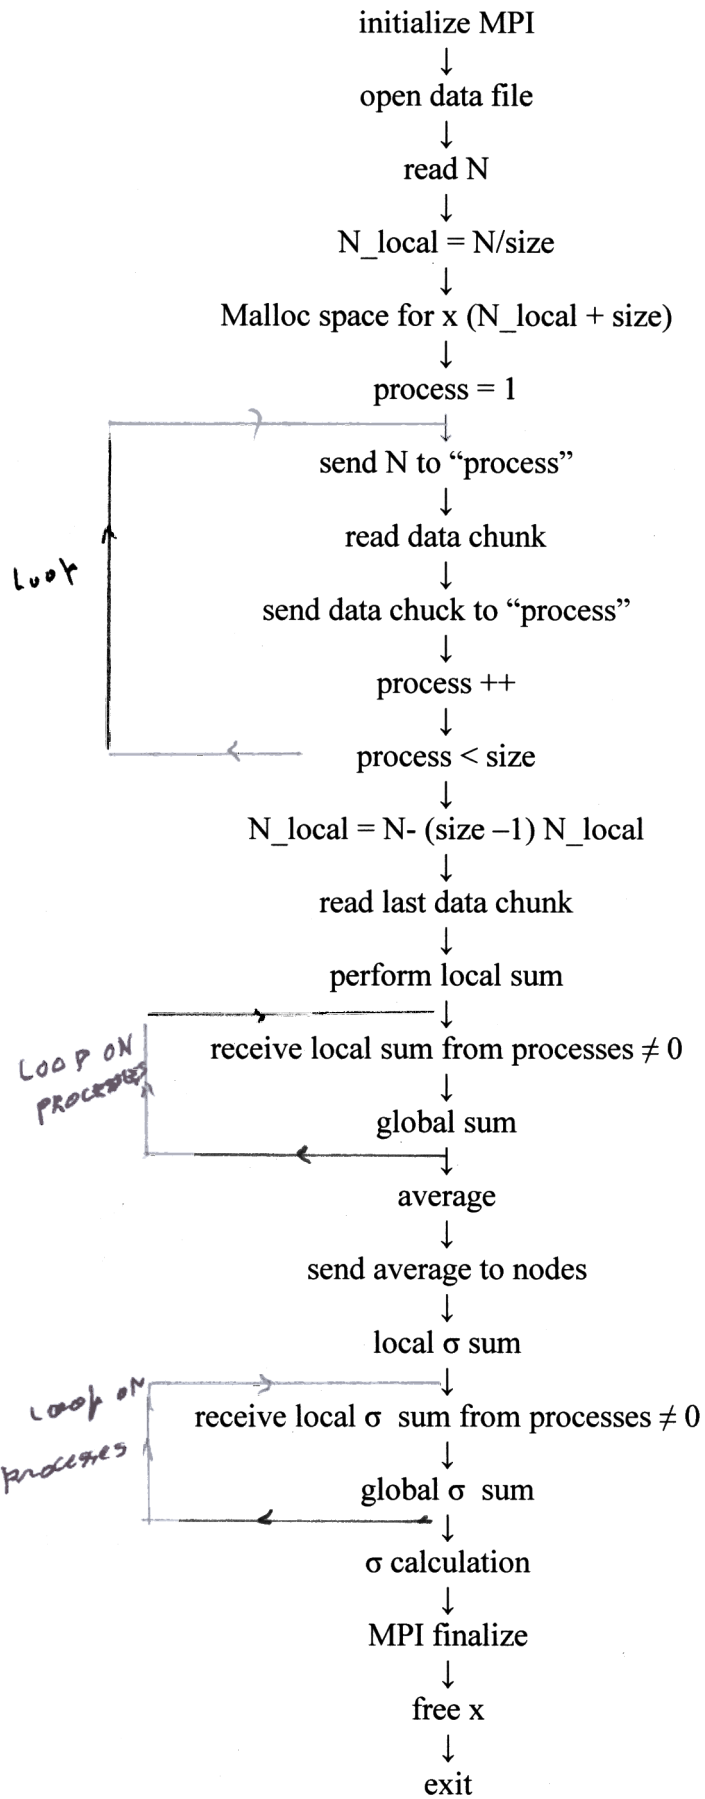 initialize MPI
↓
open data file
↓
read N
↓
N_local = N/size
↓
Malloc space for x (N_local + size)
↓
process = 1
↓
send N to “process”
↓
read data chunk
↓
Loop
send data chuck to “process”
↓
process ++
↓
process < size
↓
N_local = N- (size –1) N_local
↓
read last data chunk
↓
perform local sum
↓
LOOP ON
PROCESSES
receive local sum from processes ≠ 0
↓
global sum
↓
average
↓
send average to nodes
↓
local σ sum
↓
Loop on
processes
receive local σ sum from processes ≠ 0
↓
global σ sum
↓
σ calculation
↓
MPI finalize
↓
free x
↓
exit